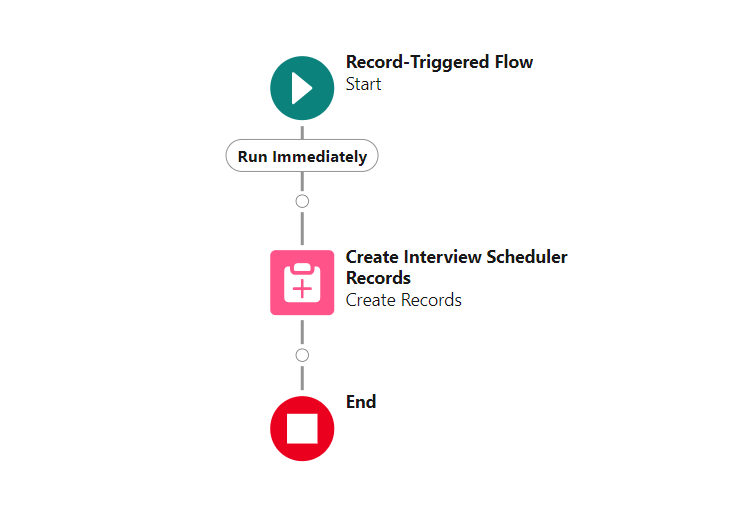 Record-Triggered Flow
Start
Run Immediately
Create Interview Scheduler
Records
Create Records
End